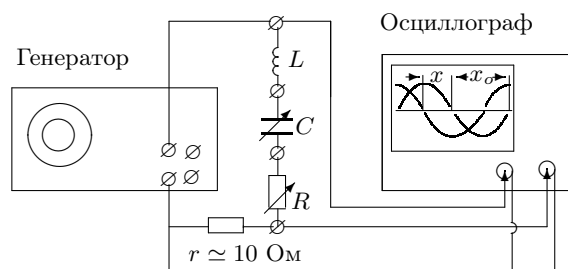 Осциллограф
Генератор
L
x
x₀
C
R
r ≃ 10 Ом